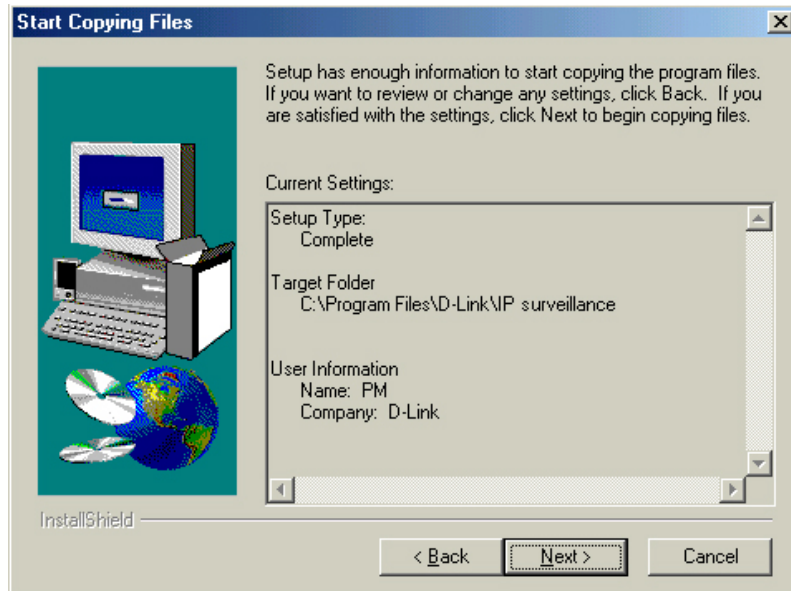 Start Copying Files
Setup has enough information to start copying the program files.
If you want to review or change any settings, click Back.  If you
are satisfied with the settings, click Next to begin copying files.
Current Settings:
Setup Type:
Complete
Target Folder
C:\Program Files\D-Link\IP surveillance
User Information
Name:  PM
Company:  D-Link
InstallShield
< Back
Next >
Cancel